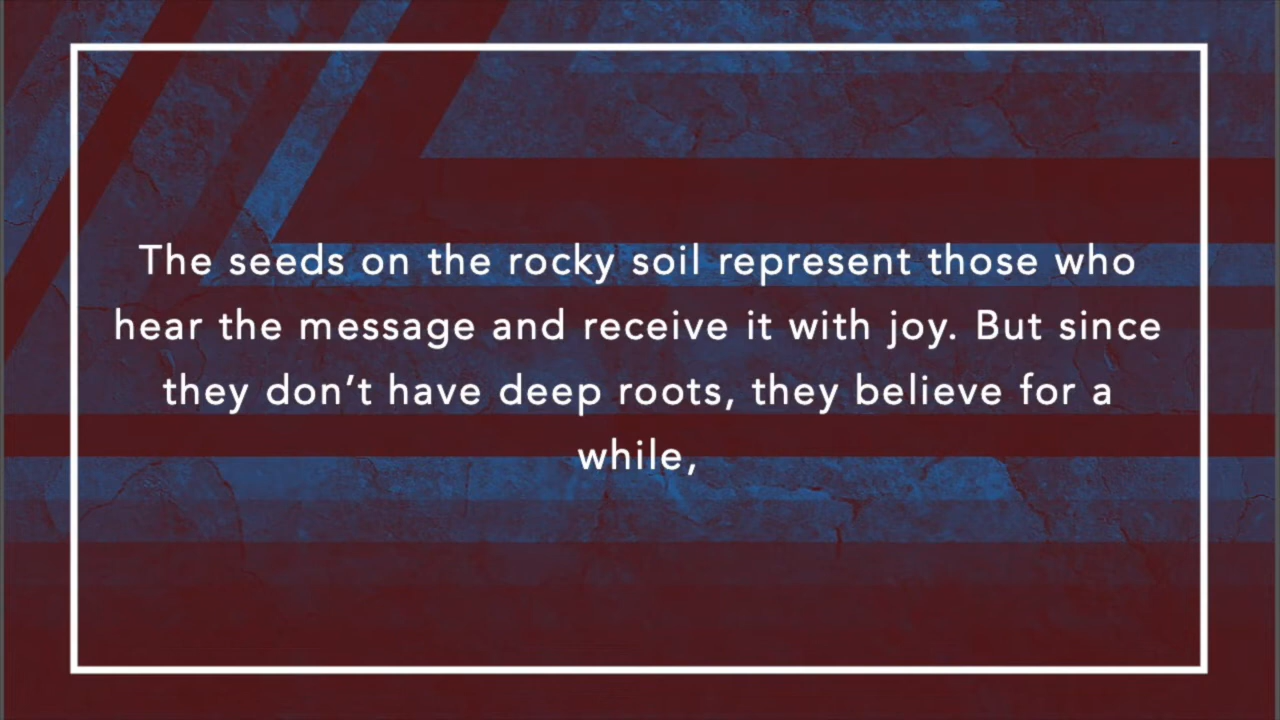 The seeds on the rocky soil represent those who
hear the message and receive it with joy. But since
they don’t have deep roots, they believe for a
while,